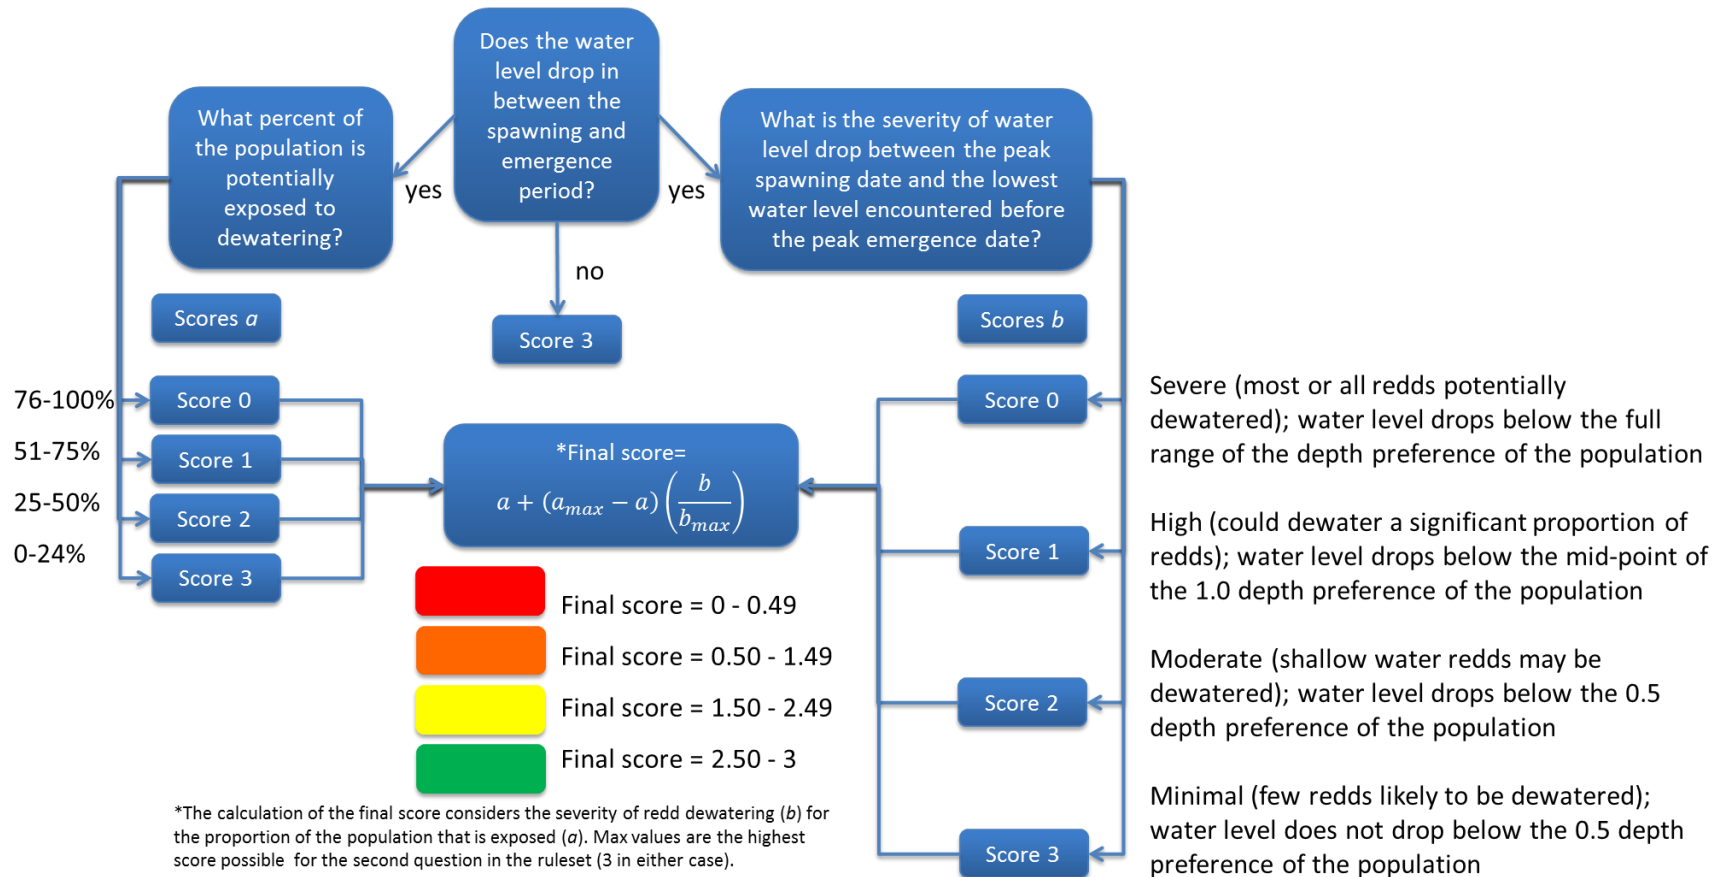 Does the water
level drop in
between the
spawning and
emergence
period?
What percent of
the population is
potentially
exposed to
dewatering?
What is the severity of water
level drop between the peak
spawning date and the lowest
water level encountered before
the peak emergence date?
yes
yes
no
Scores a
Score 3
Scores b
76-100%
51-75%
25-50%
0-24%
Score 0
Score 1
Score 2
Score 3
*Final score=
a + (a_max − a) (b/b_max)
Score 0
Score 1
Score 2
Score 3
Severe (most or all redds potentially
dewatered); water level drops below the full
range of the depth preference of the population
High (could dewater a significant proportion of
redds); water level drops below the mid-point of
the 1.0 depth preference of the population
Moderate (shallow water redds may be
dewatered); water level drops below the 0.5
depth preference of the population
Minimal (few redds likely to be dewatered);
water level does not drop below the 0.5 depth
preference of the population
Final score = 0 - 0.49
Final score = 0.50 - 1.49
Final score = 1.50 - 2.49
Final score = 2.50 - 3
*The calculation of the final score considers the severity of redd dewatering (b) for
the proportion of the population that is exposed (a). Max values are the highest
score possible for the second question in the ruleset (3 in either case).